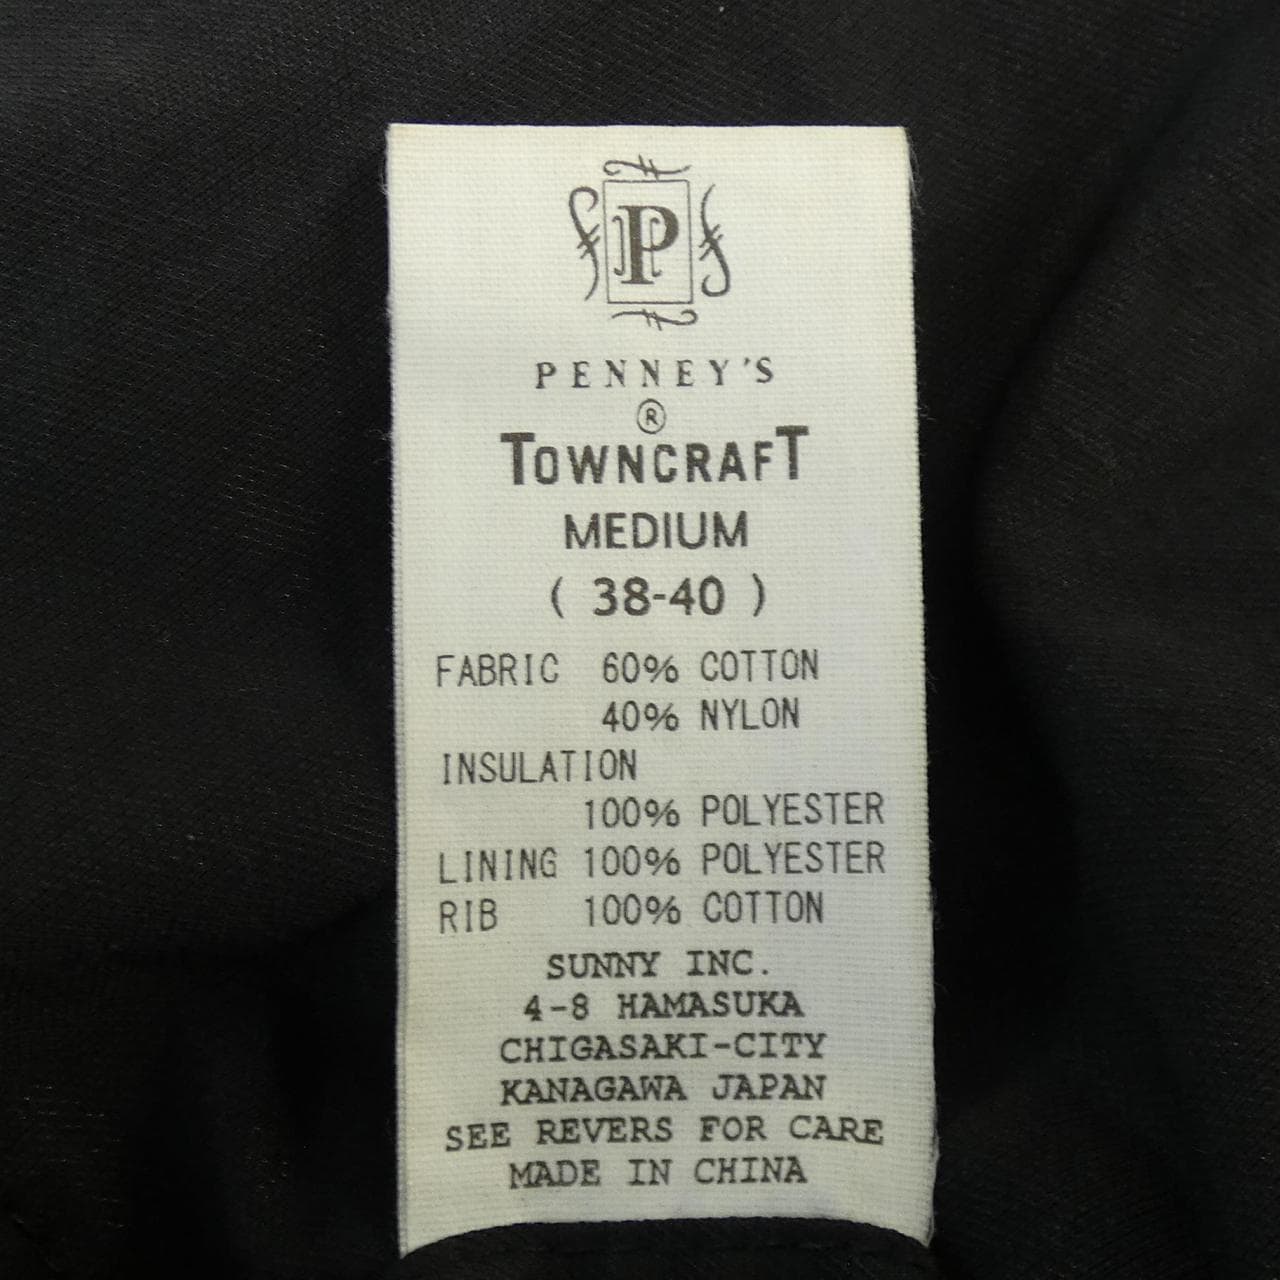 P
PENNEY'S
®
TOWNCRAFT
MEDIUM
( 38-40 )
FABRIC 60% COTTON
40% NYLON
INSULATION
100% POLYESTER
LINING 100% POLYESTER
RIB 100% COTTON
SUNNY INC.
4-8 HAMASUKA
CHIGASAKI-CITY
KANAGAWA JAPAN
SEE REVERS FOR CARE
MADE IN CHINA